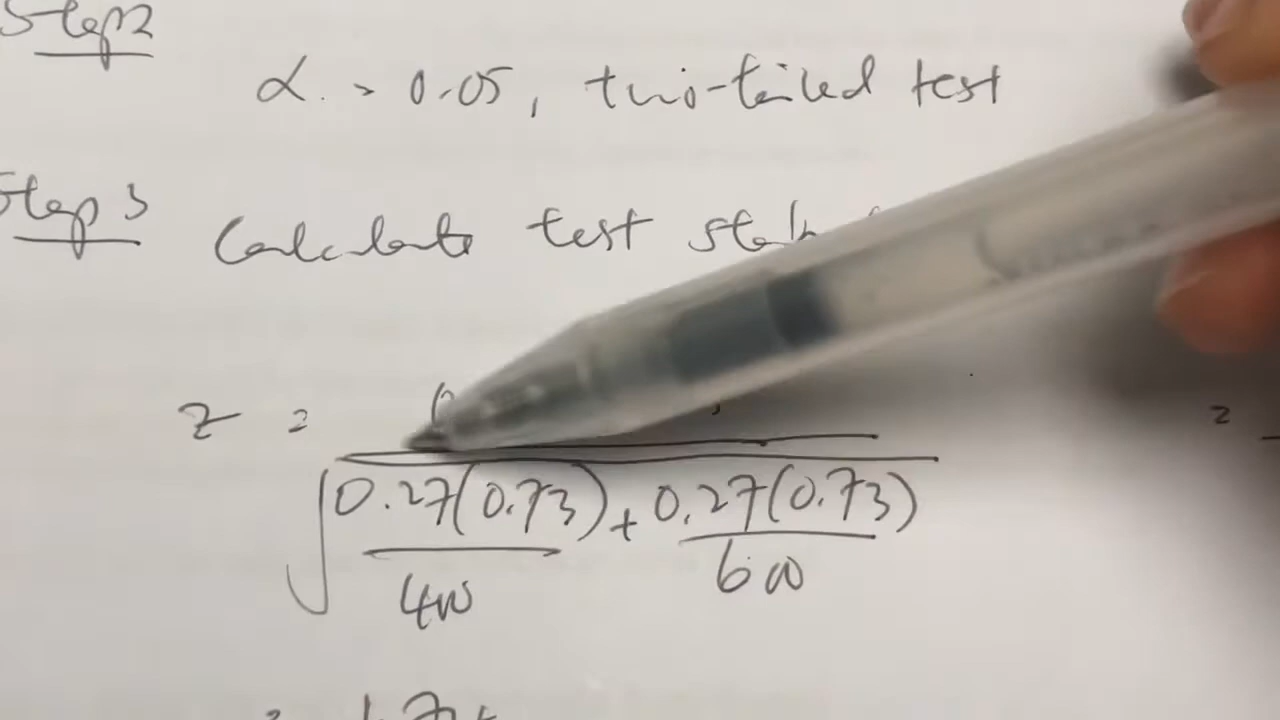 Step 2
α = 0.05, two-tailed test
Step 3
Calculate test
z =
0.27(0.73) + 0.27(0.73)
400 600